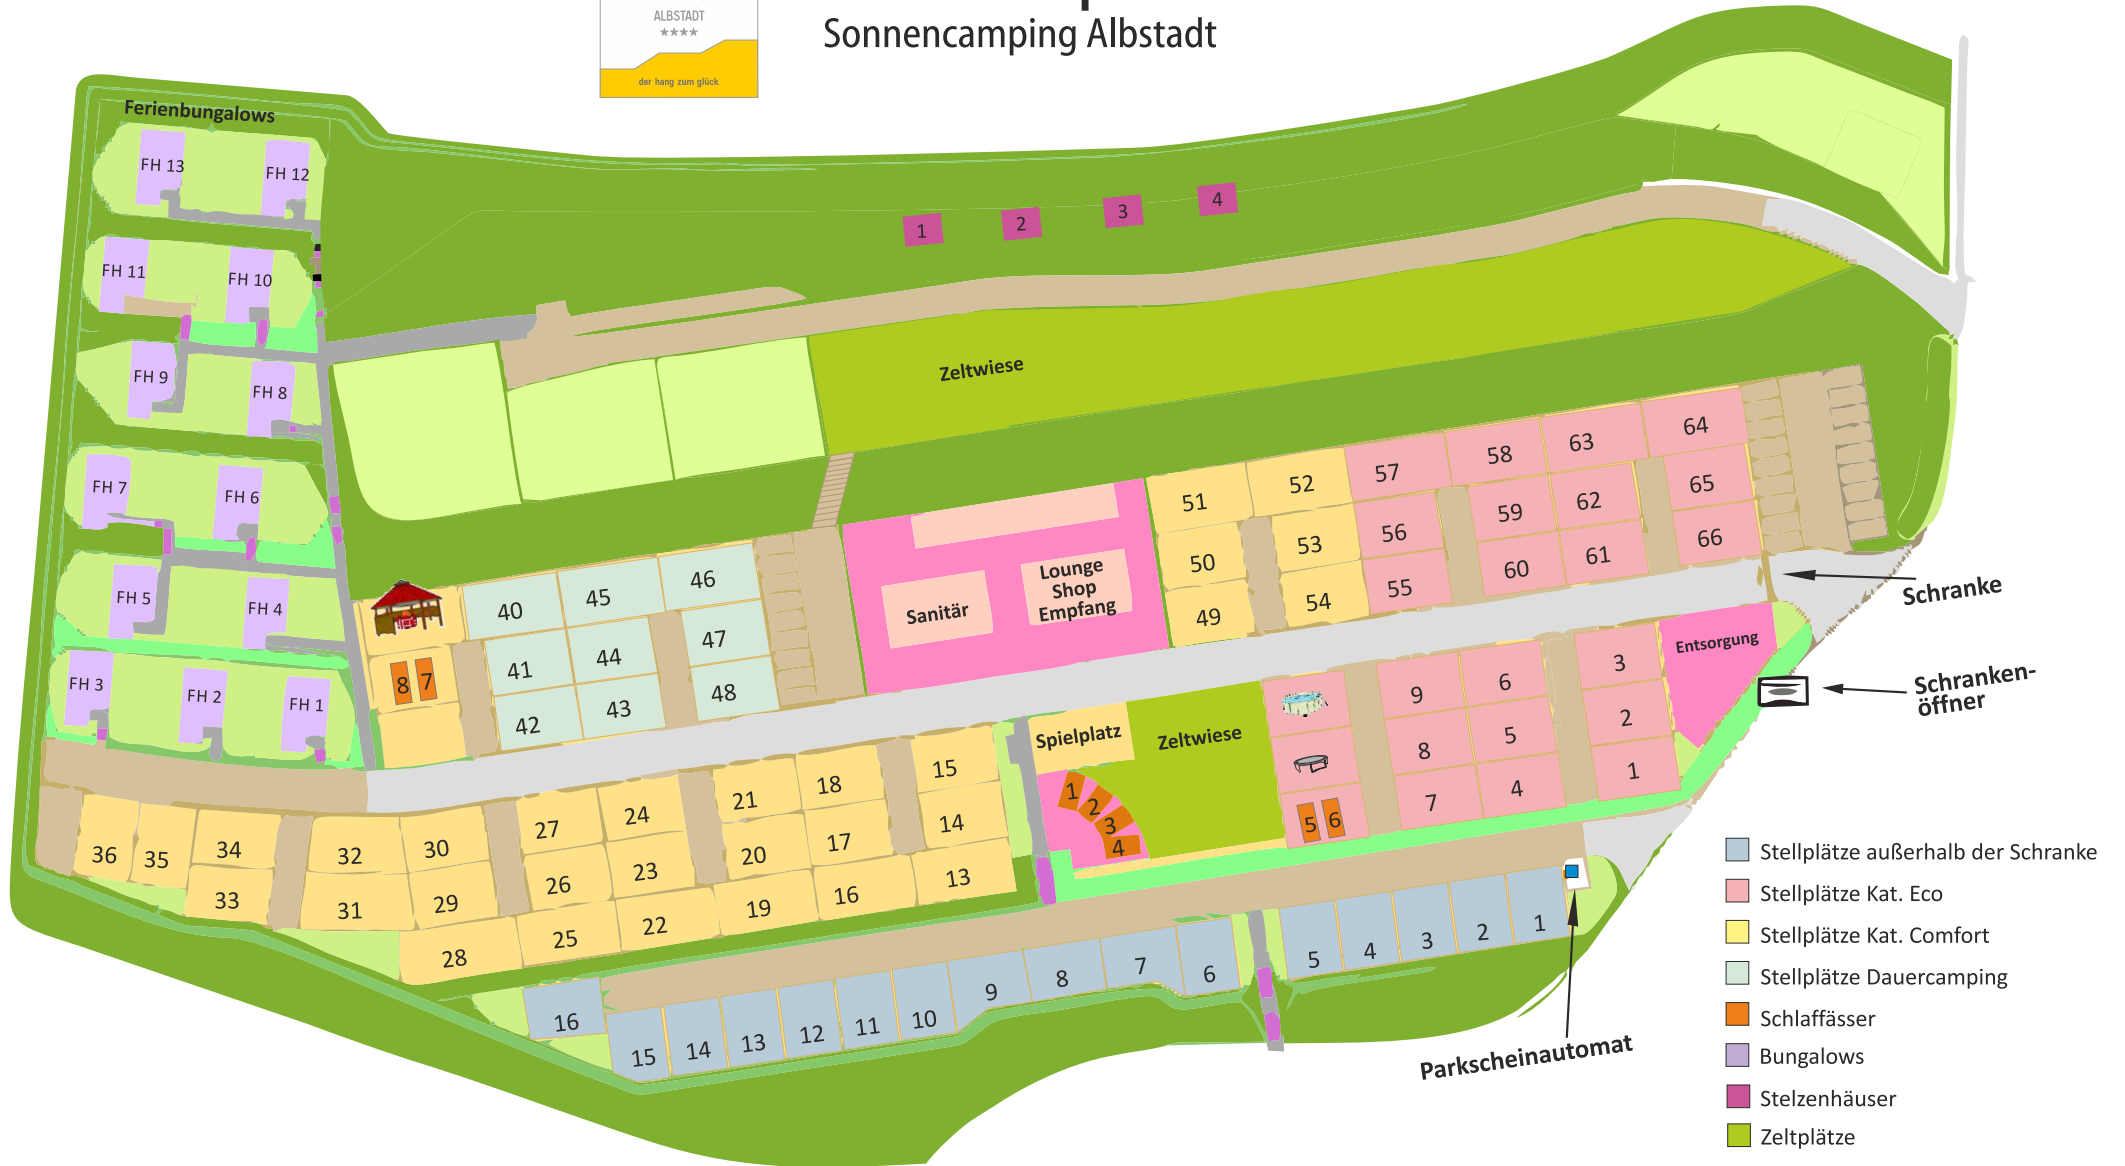 ALBSTADT
★★★★
der hang zum glück
Sonnencamping Albstadt
Ferienbungalows
FH 13
FH 12
FH 11
FH 10
FH 9
FH 8
FH 7
FH 6
FH 5
FH 4
FH 3
FH 2
FH 1
1
2
3
4
Zeltwiese
40
45
46
41
44
47
42
43
48
8
7
Sanitär
Lounge
Shop
Empfang
51
52
57
58
63
64
50
53
56
59
62
65
49
54
55
60
61
66
Schranke
Entsorgung
Schranken-
öffner
Spielplatz
Zeltwiese
1
2
3
4
5
6
9
6
3
8
5
2
7
4
1
36
35
34
33
32
31
30
29
28
27
26
25
24
23
22
21
20
19
18
17
16
15
14
13
16
15
14
13
12
11
10
9
8
7
6
5
4
3
2
1
Parkscheinautomat
Stellplätze außerhalb der Schranke
Stellplätze Kat. Eco
Stellplätze Kat. Comfort
Stellplätze Dauercamping
Schlaffässer
Bungalows
Stelzenhäuser
Zeltplätze